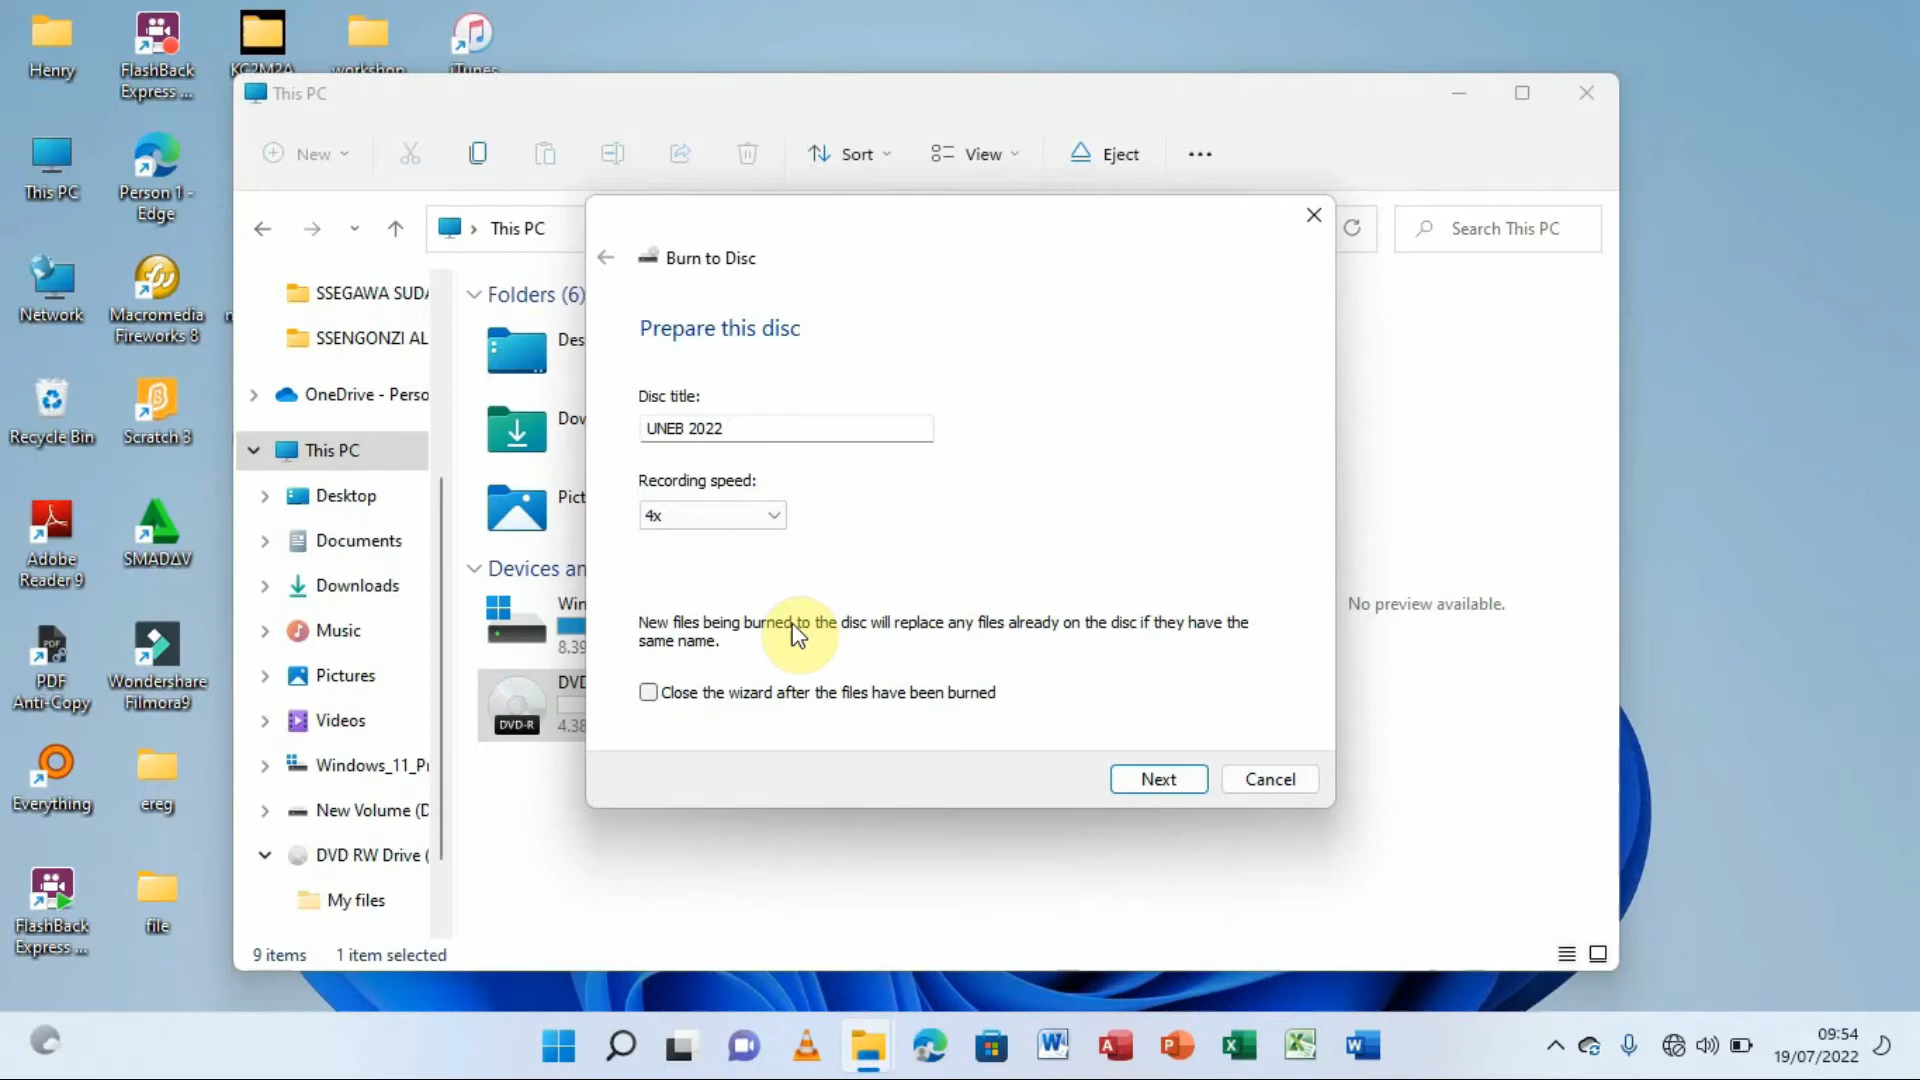 Henry
FlashBack
Express ...
KC2M2A
workshop
iTunes
This PC
Person 1 -
Edge
Network
Macromedia
Fireworks 8
Recycle Bin
Scratch 3
Adobe
Reader 9
SMADAV
PDF
Anti-Copy
Wondershare
Filmora9
Everything
ereg
FlashBack
Express ...
file
This PC
New
Sort
View
Eject
This PC
Search This PC
SSEGAWA SUDA
SSENGONZI AL
OneDrive - Perso
This PC
Desktop
Documents
Downloads
Music
Pictures
Videos
Windows_11_Pr
New Volume (D
DVD RW Drive (
My files
Folders (6)
Des
Dow
Pict
Devices an
Win
8.39
DVD
DVD-R
4.38
Burn to Disc
Prepare this disc
Disc title:
UNEB 2022
Recording speed:
4x
New files being burned to the disc will replace any files already on the disc if they have the
same name.
Close the wizard after the files have been burned
Next
Cancel
No preview available.
9 items
1 item selected
09:54
19/07/2022